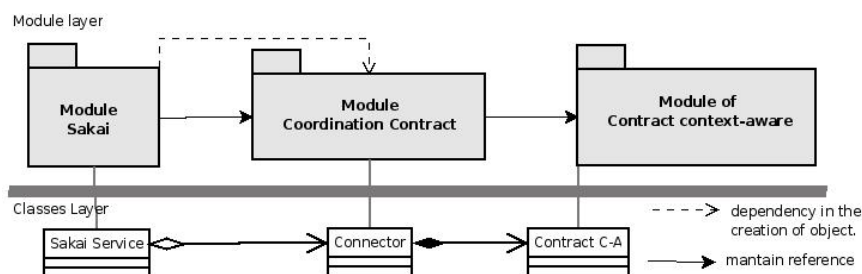 Module layer
Module
Sakai
Module
Coordination Contract
Module of
Contract context-aware
Classes Layer
Sakai Service
Connector
Contract C-A
dependency in the
creation of object.
mantain reference